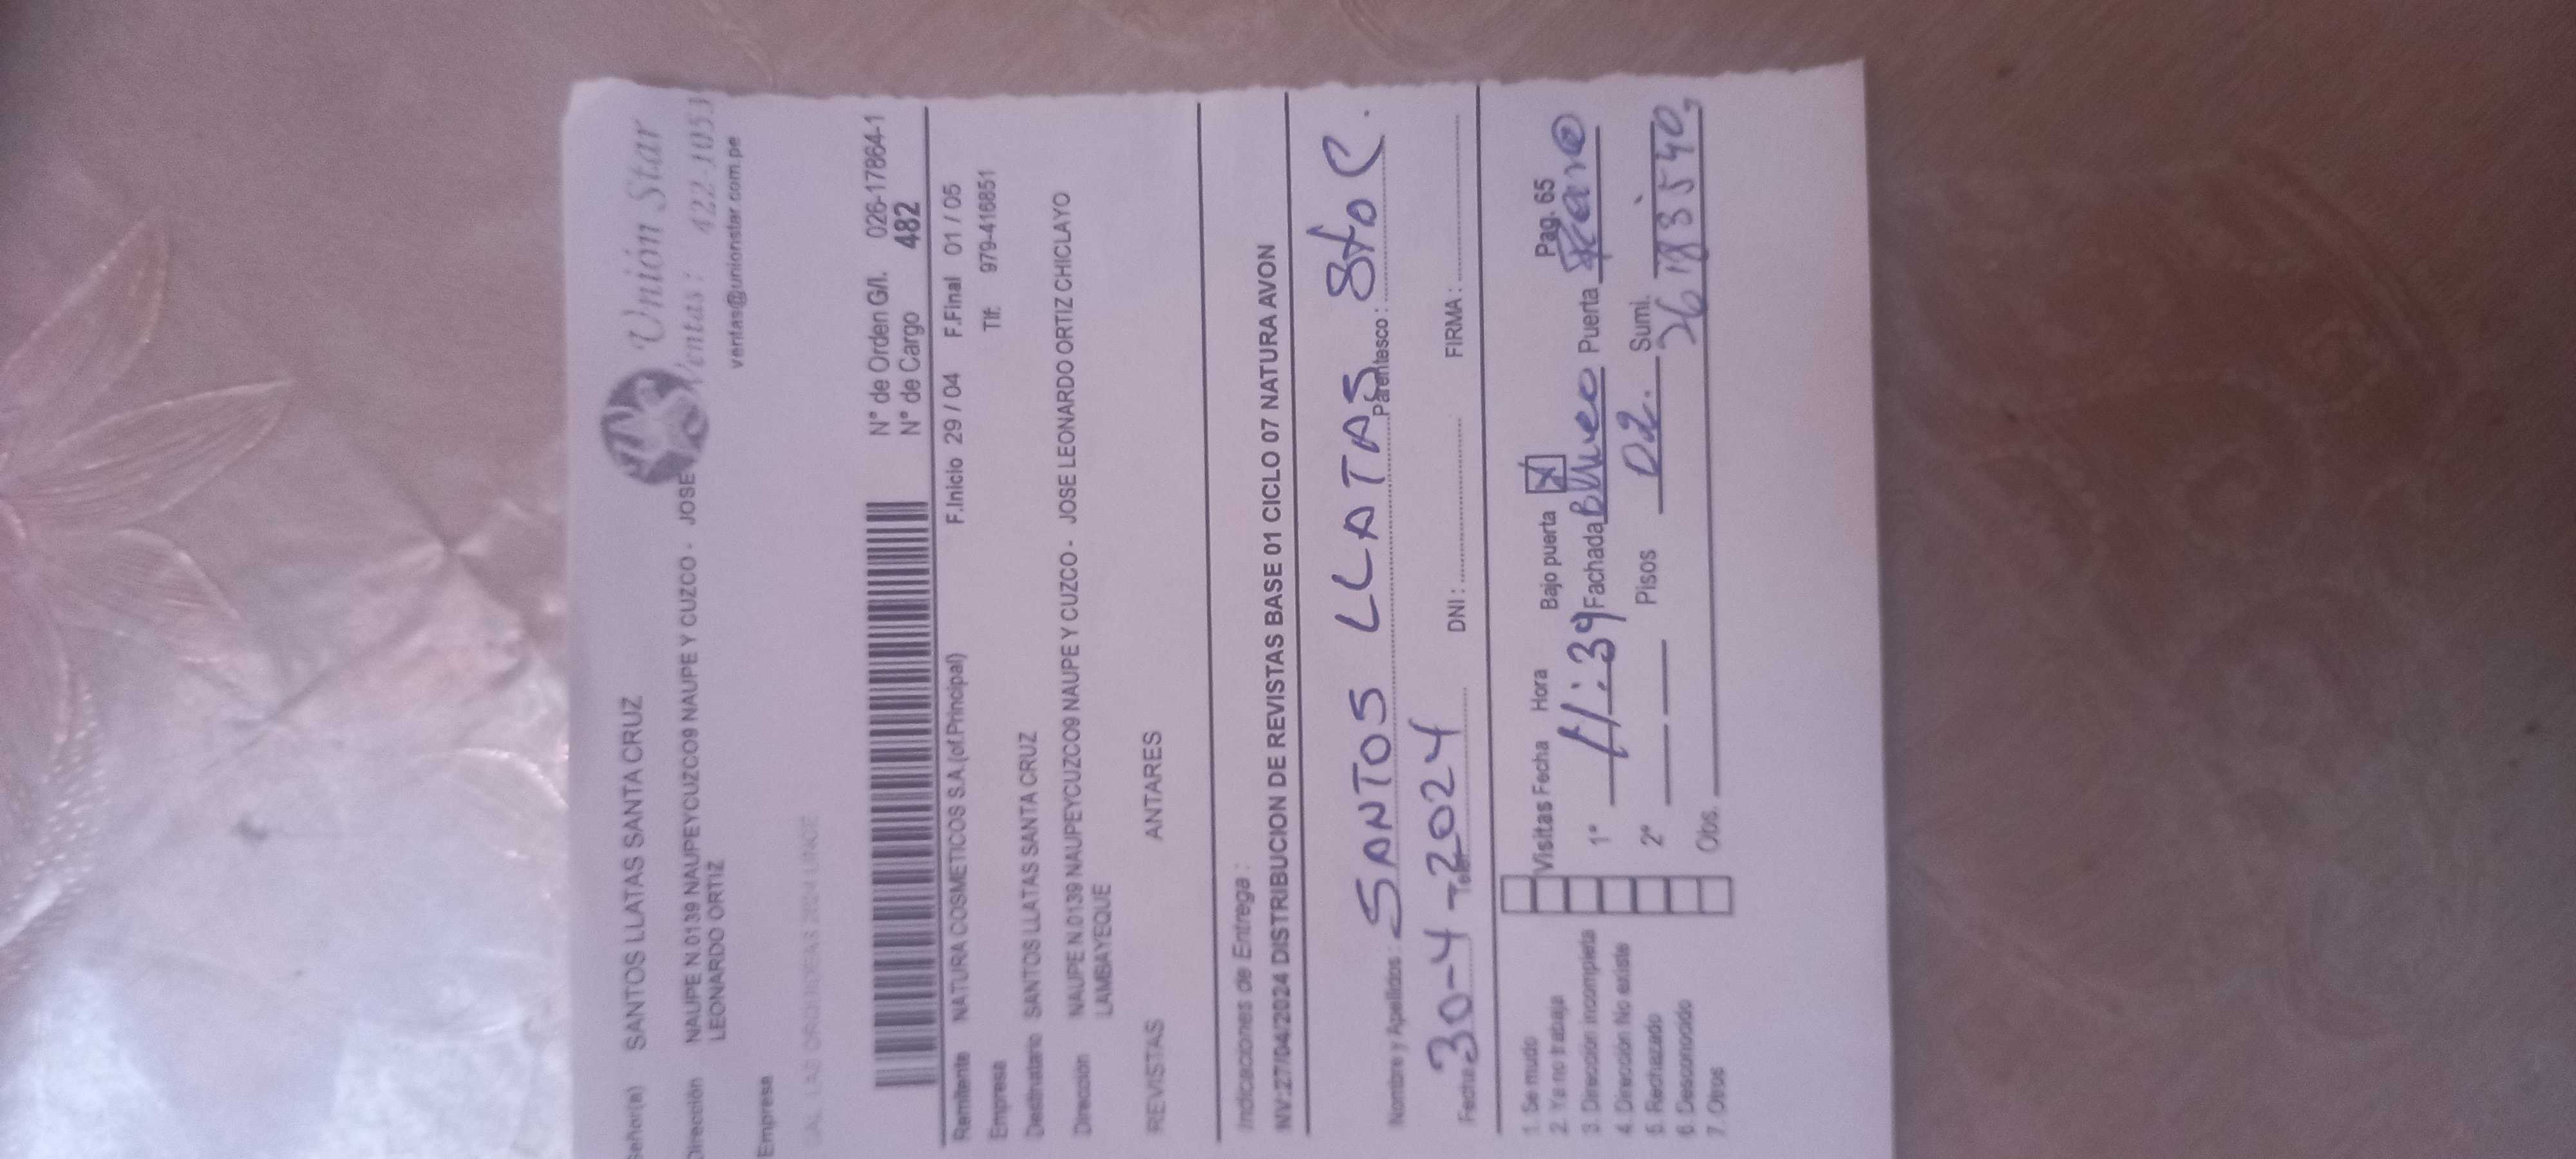 Señor(a) SANTOS LLATAS SANTA CRUZ
Unión Star
Dirección NAUPE N.0139 NAUPEYCUZCO09 NAUPE Y CUZCO - JOSE
LEONARDO ORTIZ
Ventas : 422-1053
ventas@unionstar.com.pe
Empresa
N° de Orden G/I. 026-17864-1
N° de Cargo 482
Remitente NATURA COSMETICOS S.A.(of.Principal) F.Inicio 29 / 04 F.Final 01 / 05
Empresa Tlf: 979-416851
Destinatario SANTOS LLATAS SANTA CRUZ
Dirección NAUPE N.0139 NAUPEYCUZCO09 NAUPE Y CUZCO - JOSE LEONARDO ORTIZ CHICLAYO
LAMBAYEQUE
REVISTAS ANTARES
Indicaciones de Entrega :
NV:27/04/2024 DISTRIBUCION DE REVISTAS BASE 01 CICLO 07 NATURA AVON
Nombre y Apellidos : SANTOS LLATAS Parentesco : Sto C.
Fecha 30-4-2024 DNI : FIRMA :
1. Se mudo
2. Ya no trabaja
3. Dirección incompleta
4. Dirección No existe
5. Rechazado
6. Desconocido
7. Otros
Visitas Fecha Hora Bajo puerta X Pag. 65
1° 11:39 Fachada Puerta
2° Pisos 02. Sumi.
Obs.